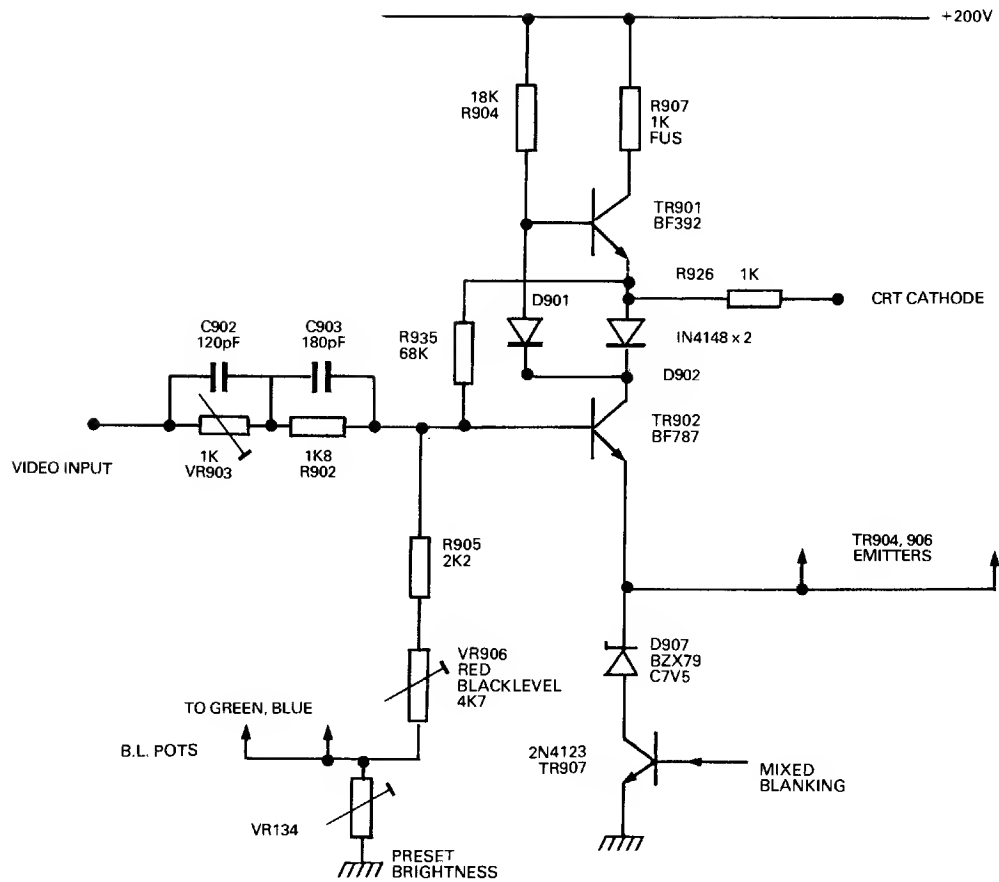 +200V
18K
R904
R907
1K
FUS
TR901
BF392
R926 1K
CRT CATHODE
D901
IN4148 × 2
D902
C902
120pF
C903
180pF
R935
68K
TR902
BF787
VIDEO INPUT
1K
VR903
1K8
R902
R905
2K2
TR904, 906
EMITTERS
D907
BZX79
C7V5
VR906
RED
BLACKLEVEL
4K7
TO GREEN, BLUE
B.L. POTS
2N4123
TR907
MIXED
BLANKING
VR134
PRESET
BRIGHTNESS